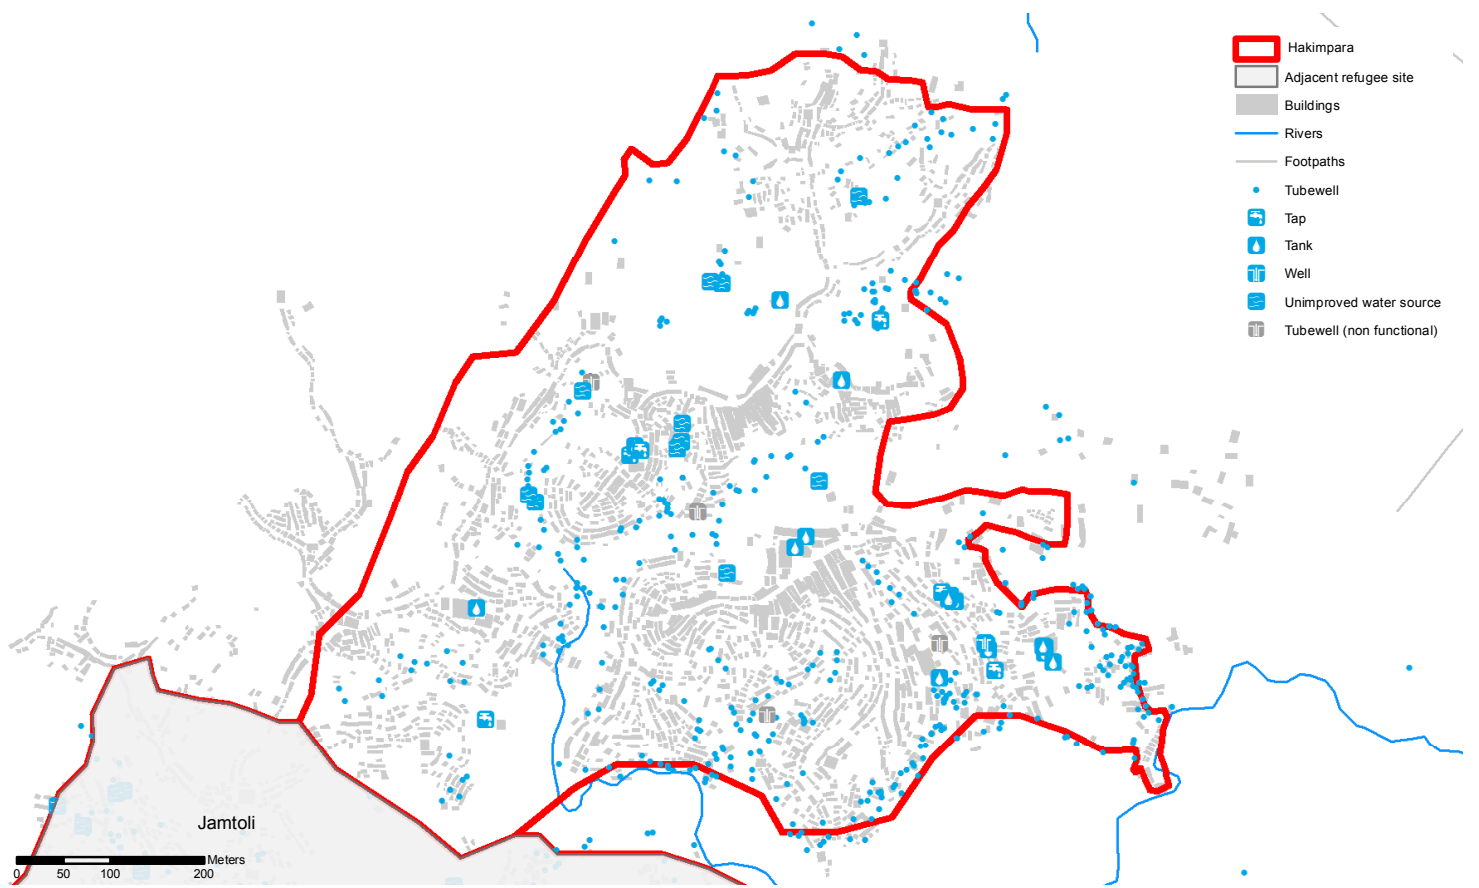 Hakimpara
Adjacent refugee site
Buildings
Rivers
Footpaths
Tubewell
Tap
Tank
Well
Unimproved water source
Tubewell (non functional)
Jamtoli
Meters
0 50 100 200